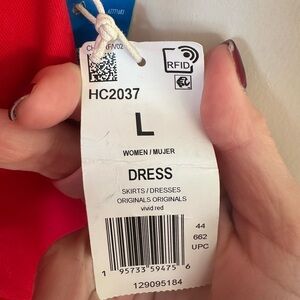 RFID
HC2037
L
WOMEN / MUJER
DRESS
SKIRTS / DRESSES
ORIGINALS ORIGINALS
vivid red
44
662
UPC
1 95733 59475 6
129095184